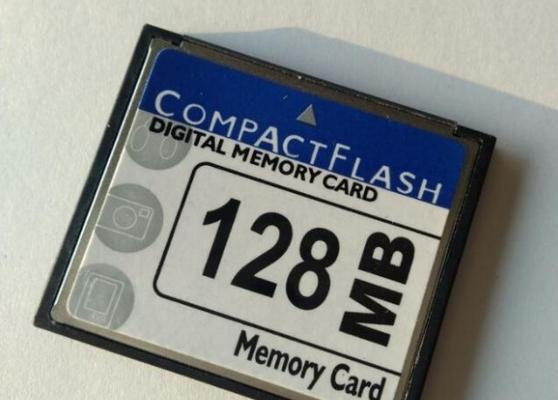 COMPACTFLASH
DIGITAL MEMORY CARD
128 MB
Memory Card